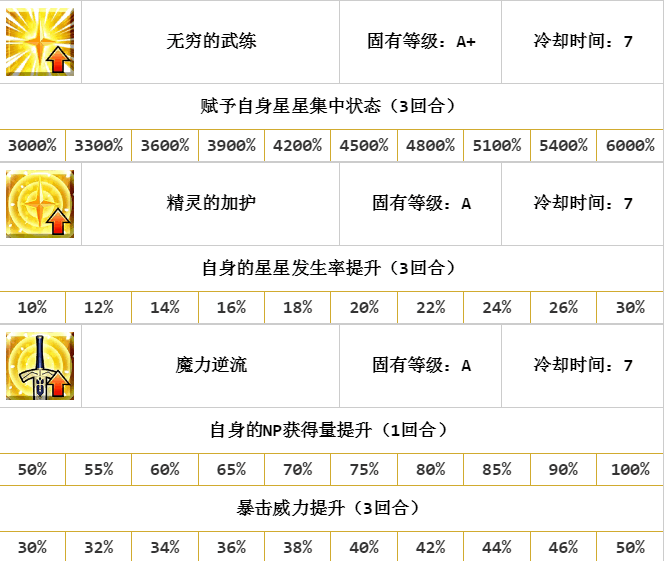 无穷的武练 固有等级：A+ 冷却时间：7
赋予自身星星集中状态（3回合）
3000% 3300% 3600% 3900% 4200% 4500% 4800% 5100% 5400% 6000%
精灵的加护 固有等级：A 冷却时间：7
自身的星星发生率提升（3回合）
10% 12% 14% 16% 18% 20% 22% 24% 26% 30%
魔力逆流 固有等级：A 冷却时间：7
自身的NP获得量提升（1回合）
50% 55% 60% 65% 70% 75% 80% 85% 90% 100%
暴击威力提升（3回合）
30% 32% 34% 36% 38% 40% 42% 44% 46% 50%